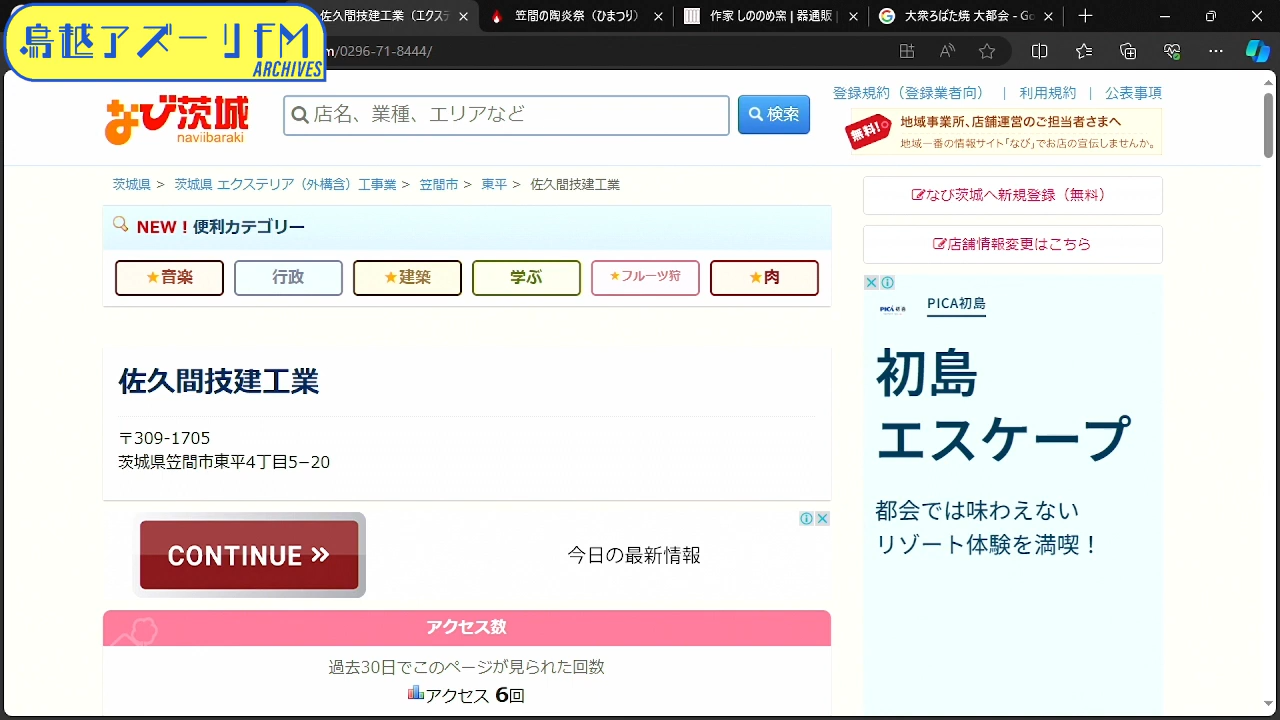 鳥越アズーリFM
ARCHIVES
佐久間技建工業（エクステ
笠間の陶炎祭（ひまつり）
作家 しのめ窯 | 器通販 |
大衆ろばた焼 大都会 - Go
m/0296-71-8444/
なび茨城
naviibaraki
店名、業種、エリアなど
検索
登録規約（登録業者向） | 利用規約 | 公表事項
無料!
地域事業所、店舗運営のご担当者さまへ
地域一番の情報サイト「なび」でお店の宣伝しませんか。
茨城県 > 茨城県 エクステリア（外構含）工事業 > 笠間市 > 東平 > 佐久間技建工業
なび茨城へ新規登録（無料）
店舗情報変更はこちら
NEW！便利カテゴリー
★音楽
行政
★建築
学ぶ
★フルーツ狩
★肉
佐久間技建工業
〒309-1705
茨城県笠間市東平4丁目5−20
CONTINUE »
今日の最新情報
アクセス数
過去30日でこのページが見られた回数
アクセス 6回
PICA初島
初島
エスケープ
都会では味わえない
リゾート体験を満喫！